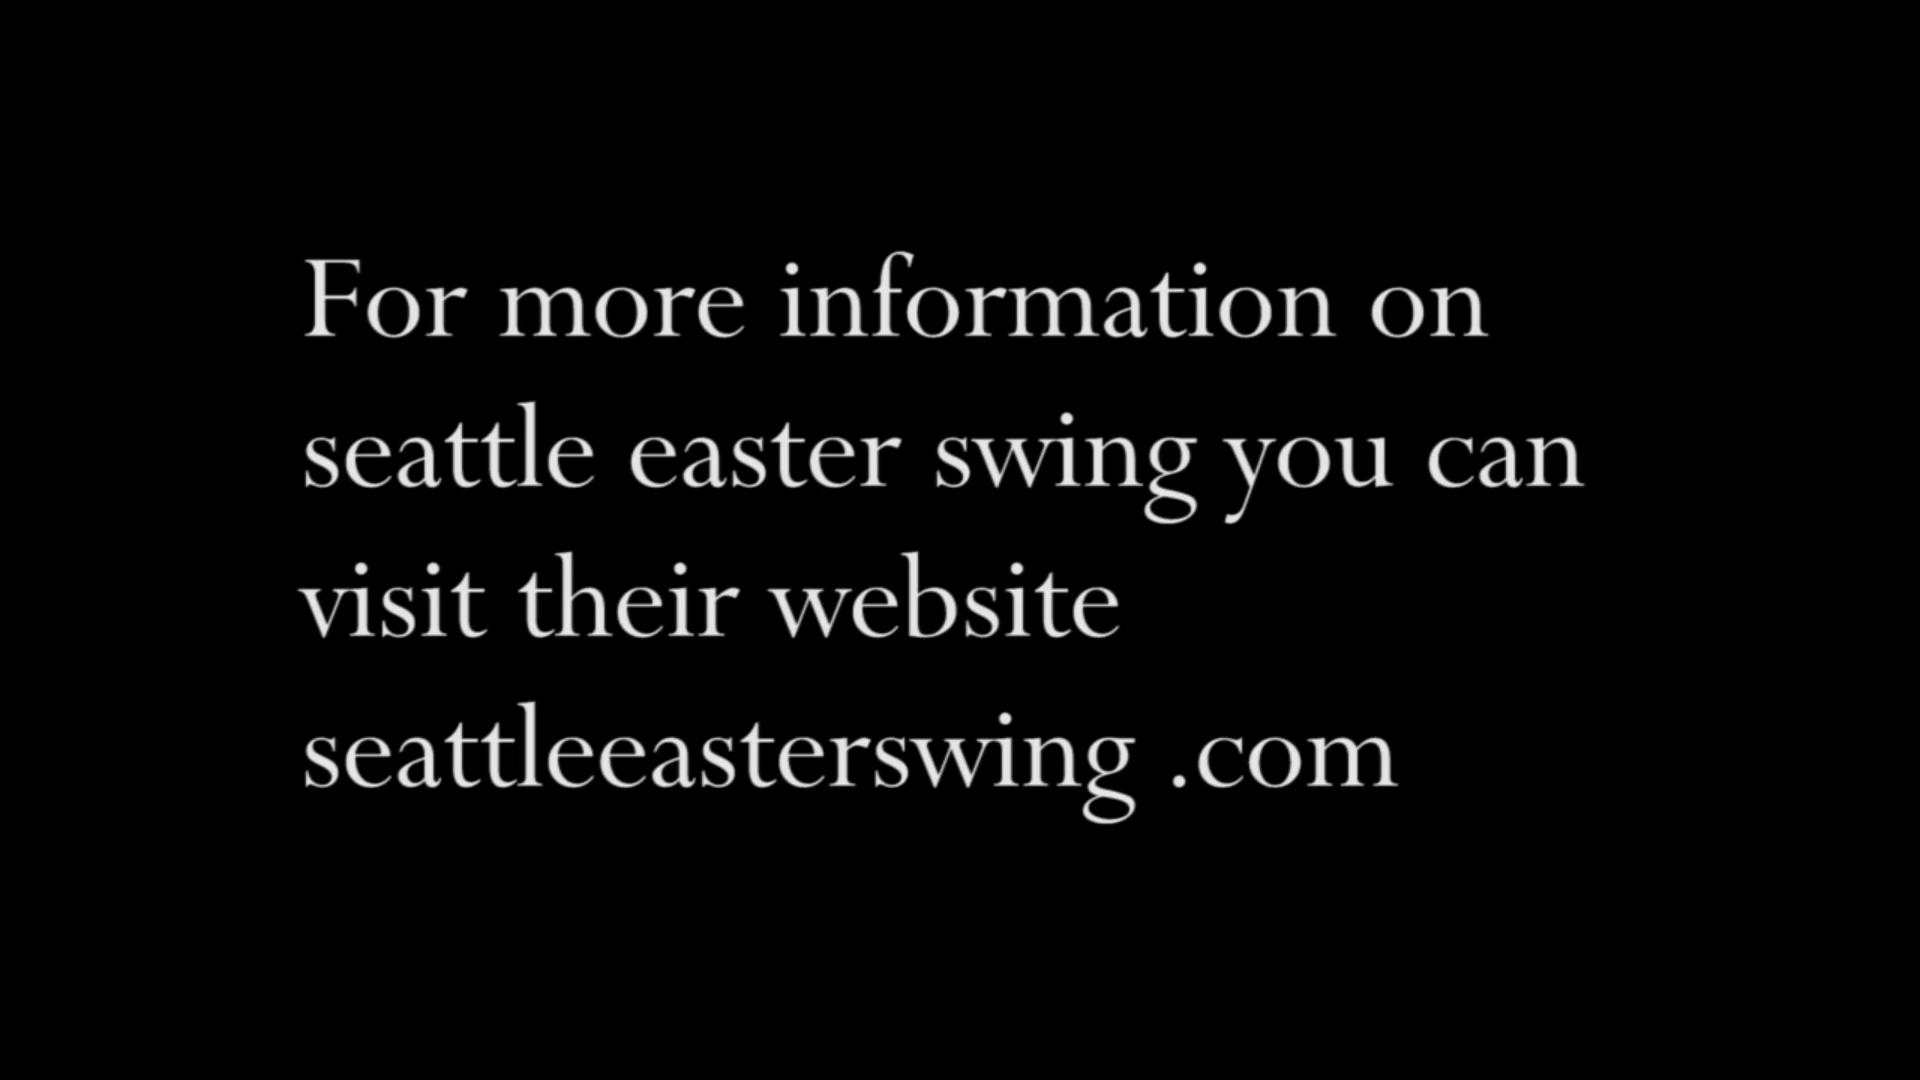 For more information on
seattle easter swing you can
visit their website
seattleeasterswing .com